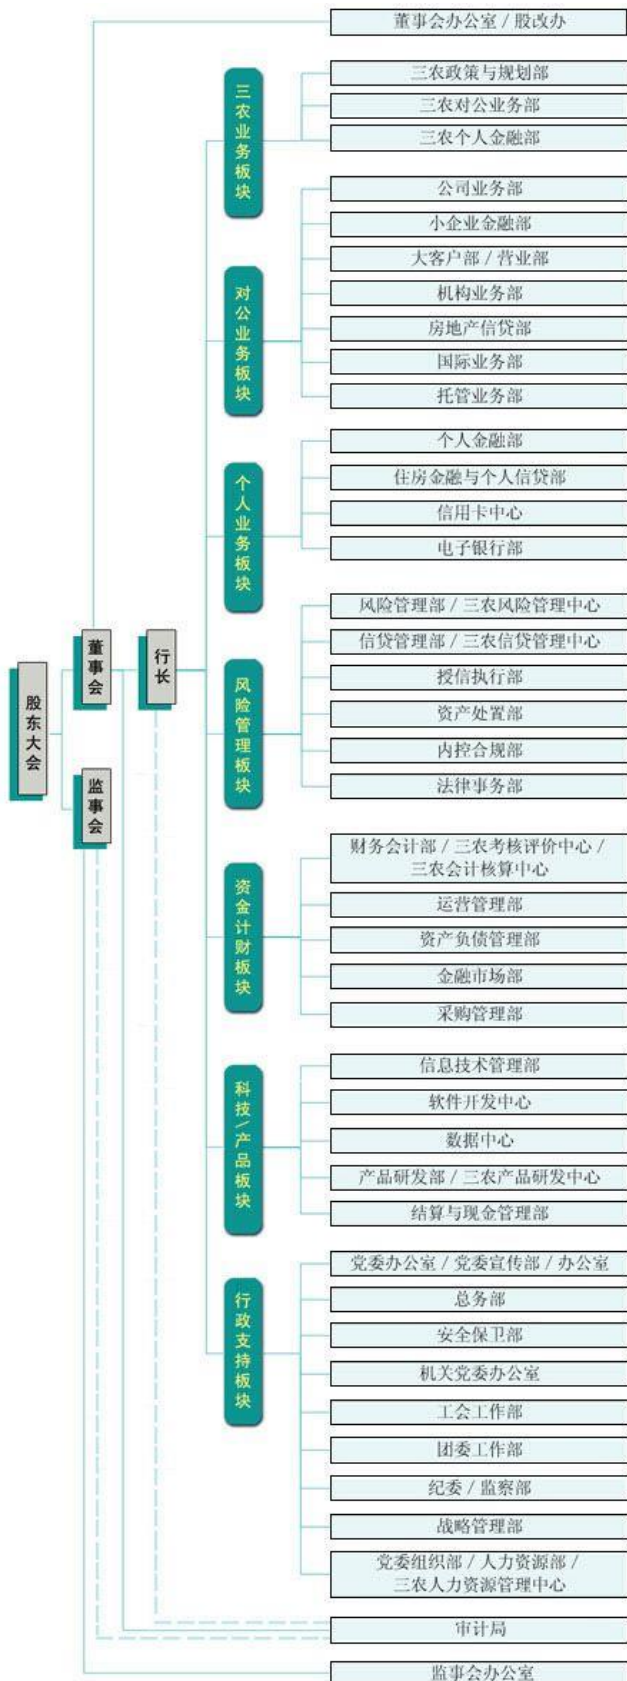 董事会办公室 / 股改办
三农业务板块
三农政策与规划部
三农对公业务部
三农个人金融部
对公业务板块
公司业务部
小企业金融部
大客户部 / 营业部
机构业务部
房地产信贷部
国际业务部
托管业务部
个人业务板块
个人金融部
住房金融与个人信贷部
信用卡中心
电子银行部
股东大会
董事会
监事会
行长
风险管理板块
风险管理部 / 三农风险管理中心
信贷管理部 / 三农信贷管理中心
授信执行部
资产处置部
内控合规部
法律事务部
资金计财板块
财务会计部 / 三农考核评价中心 /
三农会计核算中心
运营管理部
资产负债管理部
金融市场部
采购管理部
科技/产品板块
信息技术管理部
软件开发中心
数据中心
产品研发部 / 三农产品研发中心
结算与现金管理部
行政支持板块
党委办公室 / 党委宣传部 / 办公室
总务部
安全保卫部
机关党委办公室
工会工作部
团委工作部
纪委 / 监察部
战略管理部
党委组织部 / 人力资源部 /
三农人力资源管理中心
审计局
监事会办公室